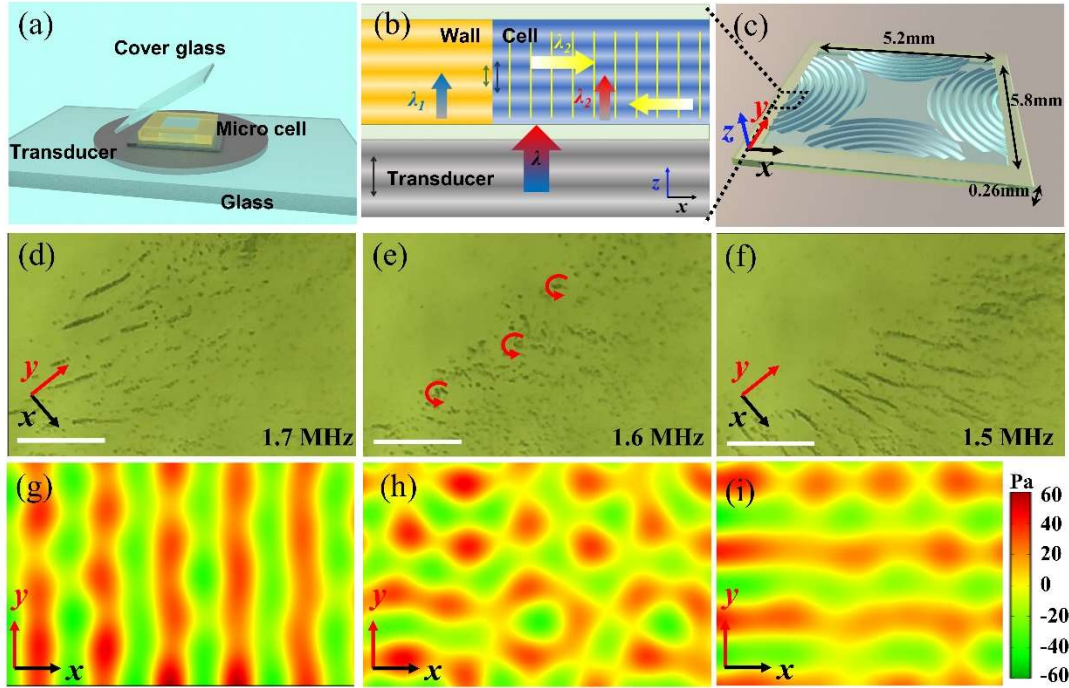 (a)
Cover glass
Micro cell
Transducer
Glass
(b)
Wall Cell
λ2
λ1
λ2
λ
Transducer
z
x
(c)
5.2mm
5.8mm
0.26mm
z
y
x
(d)
y
x
1.7 MHz
(e)
1.6 MHz
(f)
y
x
1.5 MHz
(g)
y
x
(h)
y
x
(i)
y
x
Pa
60
40
20
0
-20
-40
-60